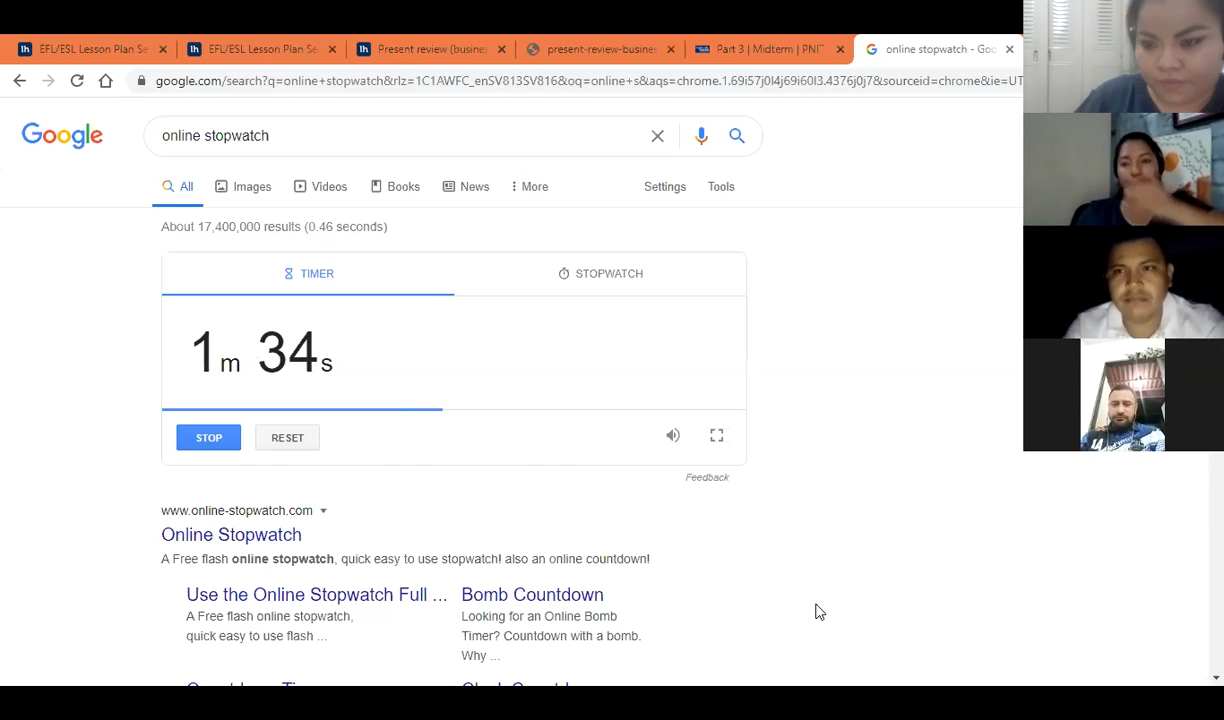 EFL/ESL Lesson Plan Se
EFL/ESL Lesson Plan Se
Present review (busine
present-review-busines
Part 3 | Midterm | PNI
online stopwatch - Goo
google.com/search?q=online+stopwatch&rlz=1C1AWFC_enSV813SV816&oq=online+s&aqs=chrome.1.69i57j0l4j69i60l3.4376j0j7&sourceid=chrome&ie=UT
Google
online stopwatch
All
Images
Videos
Books
News
More
Settings
Tools
About 17,400,000 results (0.46 seconds)
TIMER
STOPWATCH
1m 34s
STOP
RESET
Feedback
www.online-stopwatch.com
Online Stopwatch
A Free flash online stopwatch, quick easy to use stopwatch! also an online countdown!
Use the Online Stopwatch Full ...
A Free flash online stopwatch,
quick easy to use flash ...
Bomb Countdown
Looking for an Online Bomb
Timer? Countdown with a bomb.
Why ...